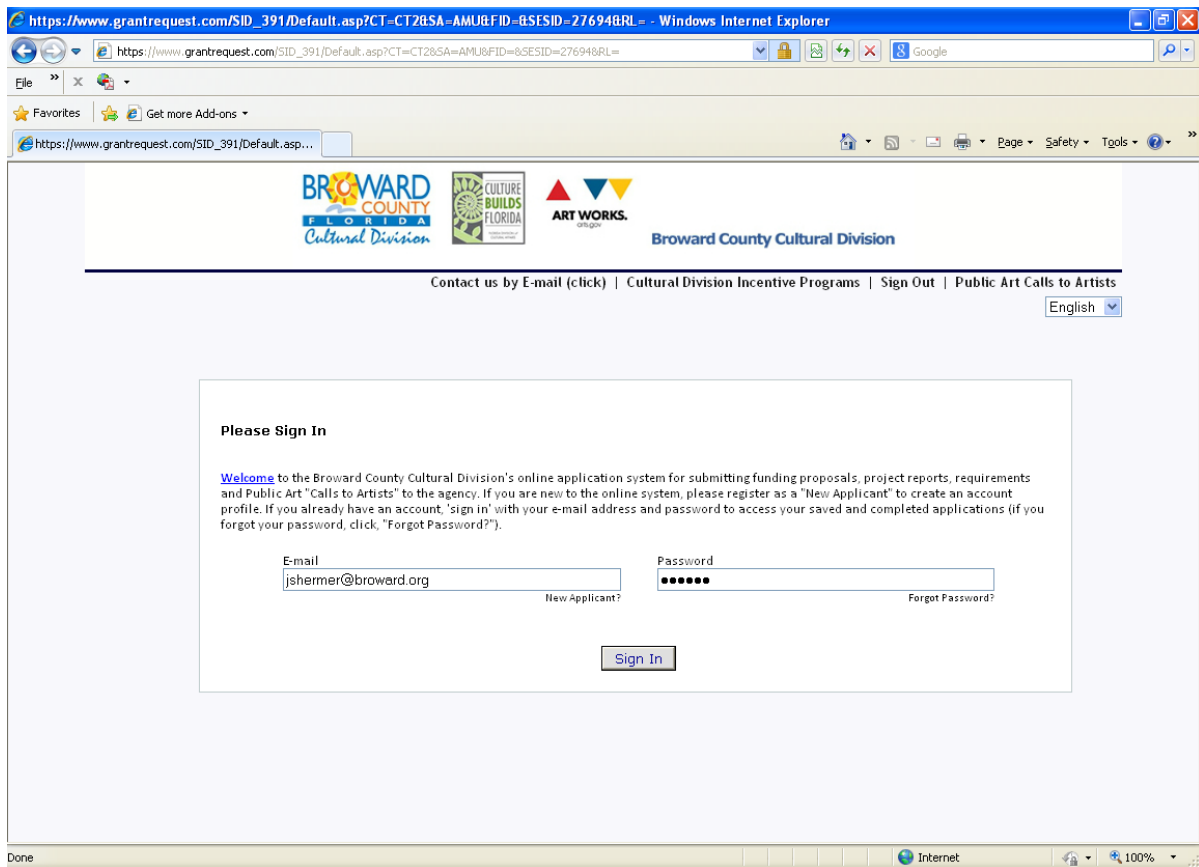 https://www.grantrequest.com/SID_391/Default.asp?CT=CT2&SA=AMU&FID=&SESID=27694&RL= - Windows Internet Explorer
https://www.grantrequest.com/SID_391/Default.asp?CT=CT2&SA=AMU&FID=&SESID=27694&RL=
Google
File
Favorites
Get more Add-ons
https://www.grantrequest.com/SID_391/Default.asp...
Page
Safety
Tools
BROWARD
COUNTY
FLORIDA
Cultural Division
CULTURE
BUILDS
FLORIDA
ART WORKS.
arts.gov
Broward County Cultural Division
Contact us by E-mail (click) | Cultural Division Incentive Programs | Sign Out | Public Art Calls to Artists
English
Please Sign In
Welcome to the Broward County Cultural Division's online application system for submitting funding proposals, project reports, requirements
and Public Art "Calls to Artists" to the agency. If you are new to the online system, please register as a "New Applicant" to create an account
profile. If you already have an account, 'sign in' with your e-mail address and password to access your saved and completed applications (if you
forgot your password, click, "Forgot Password?").
E-mail
Password
jshermer@broward.org
••••••
New Applicant?
Forgot Password?
Sign In
Done
Internet
100%